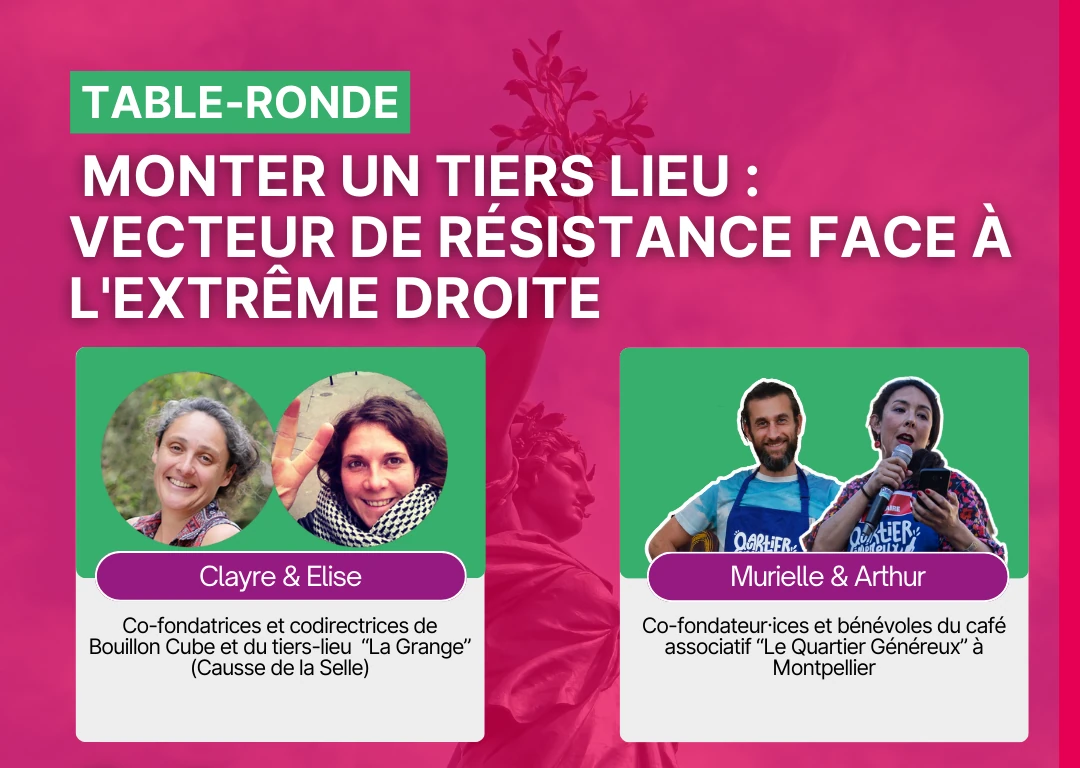 TABLE-RONDE
MONTER UN TIERS LIEU :
VECTEUR DE RÉSISTANCE FACE À
L'EXTRÊME DROITE
Clayre & Elise
Co-fondatrices et codirectrices de
Bouillon Cube et du tiers-lieu “La Grange”
(Causse de la Selle)
QUARTIER
QUARTIER
Murielle & Arthur
Co-fondateur·ices et bénévoles du café
associatif “Le Quartier Généreux” à
Montpellier